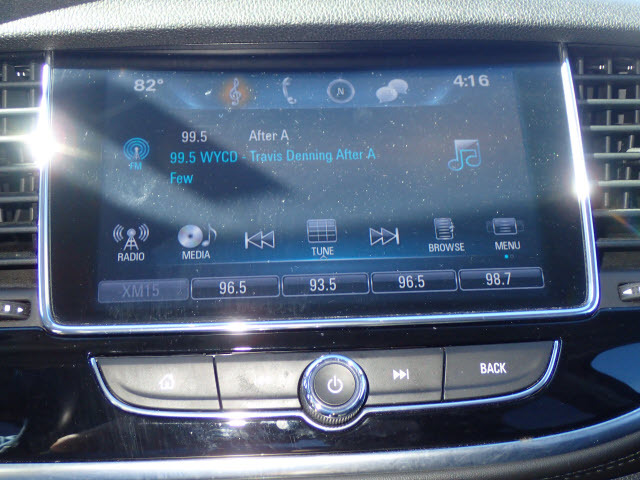 82° N 4:16
99.5 After A
FM 99.5 WYCD - Travis Denning After A
Few
RADIO MEDIA TUNE BROWSE MENU
XM15 96.5 93.5 96.5 98.7
BACK